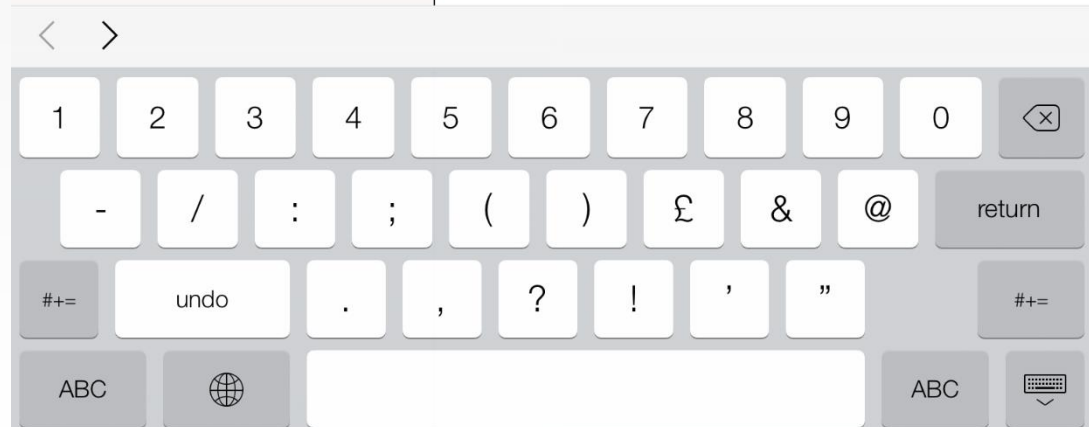 1 2 3 4 5 6 7 8 9 0
- / : ; ( ) £ & @ return
#+= undo . , ? ! ’ ” #+=
ABC ABC